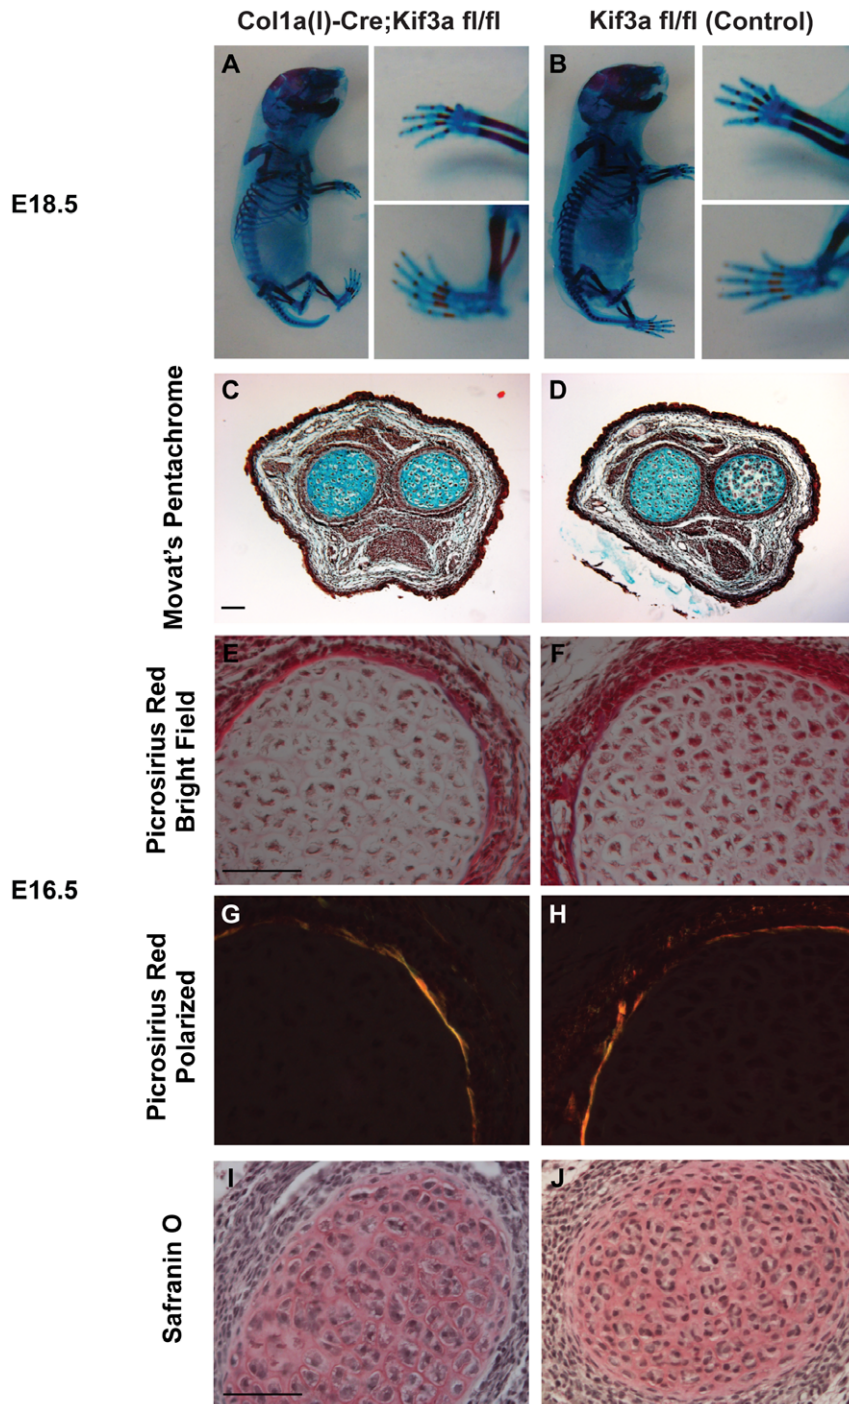 Col1a(I)-Cre;Kif3a fl/fl
Kif3a fl/fl (Control)
E18.5
A
B
Movat's Pentachrome
C
D
Picrosirius Red
Bright Field
E
F
E16.5
Picrosirius Red
Polarized
G
H
Safranin O
I
J